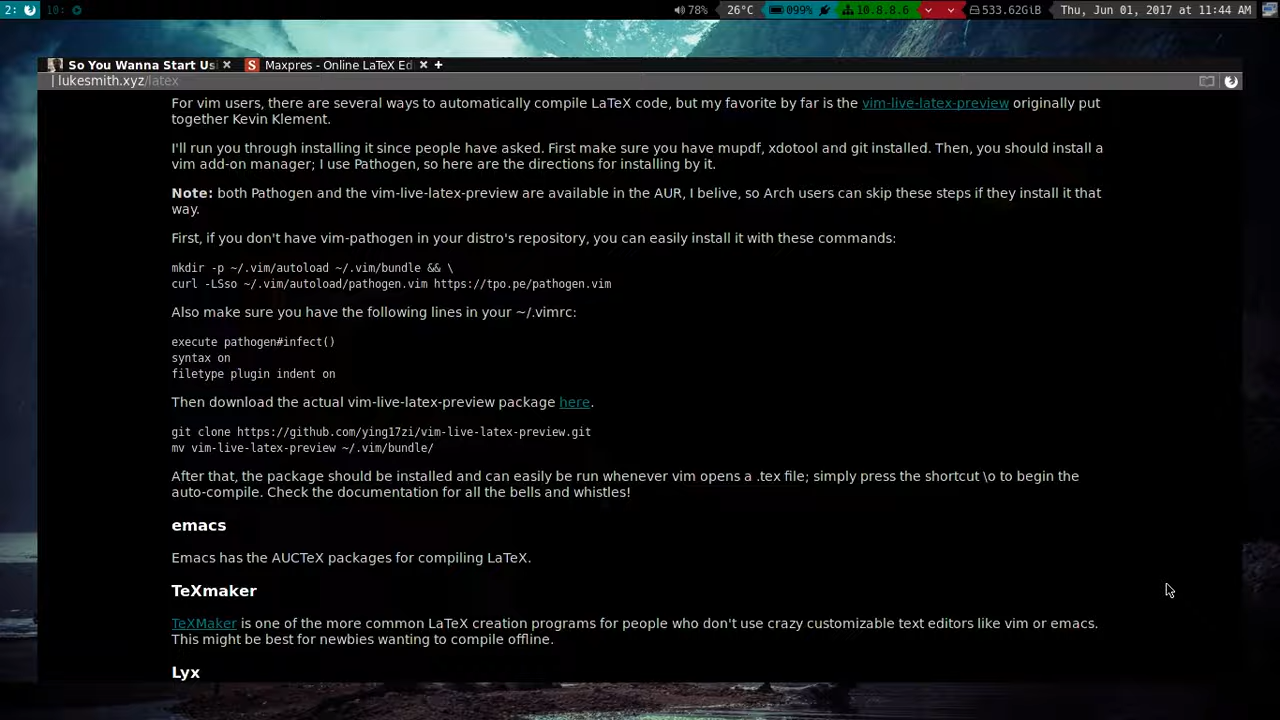 2:
10:
78%
26°C
099%
10.8.8.6
533.62GiB
Thu, Jun 01, 2017 at 11:44 AM
So You Wanna Start Us
Maxpres - Online LaTeX Ed
lukesmith.xyz/latex
For vim users, there are several ways to automatically compile LaTeX code, but my favorite by far is the vim-live-latex-preview originally put
together Kevin Klement.
I'll run you through installing it since people have asked. First make sure you have mupdf, xdotool and git installed. Then, you should install a
vim add-on manager; I use Pathogen, so here are the directions for installing by it.
Note: both Pathogen and the vim-live-latex-preview are available in the AUR, I belive, so Arch users can skip these steps if they install it that
way.
First, if you don't have vim-pathogen in your distro's repository, you can easily install it with these commands:
mkdir -p ~/.vim/autoload ~/.vim/bundle && \
curl -LSso ~/.vim/autoload/pathogen.vim https://tpo.pe/pathogen.vim
Also make sure you have the following lines in your ~/.vimrc:
execute pathogen#infect()
syntax on
filetype plugin indent on
Then download the actual vim-live-latex-preview package here.
git clone https://github.com/ying17zi/vim-live-latex-preview.git
mv vim-live-latex-preview ~/.vim/bundle/
After that, the package should be installed and can easily be run whenever vim opens a .tex file; simply press the shortcut \o to begin the
auto-compile. Check the documentation for all the bells and whistles!
emacs
Emacs has the AUCTeX packages for compiling LaTeX.
TeXmaker
TeXMaker is one of the more common LaTeX creation programs for people who don't use crazy customizable text editors like vim or emacs.
This might be best for newbies wanting to compile offline.
Lyx